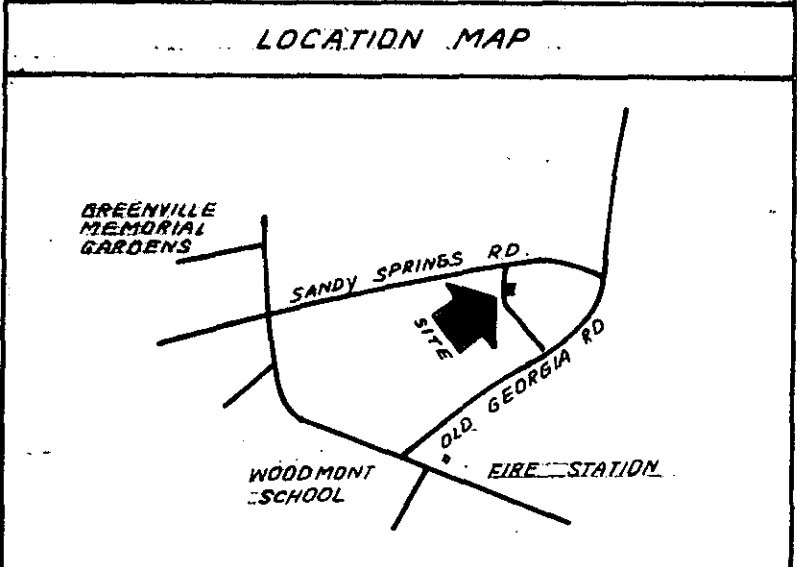 LOCATION MAP
GREENVILLE
MEMORIAL
GARDENS
SANDY SPRINGS RD.
SITE
OLD GEORGIA RD
WOODMONT
SCHOOL
FIRE STATION